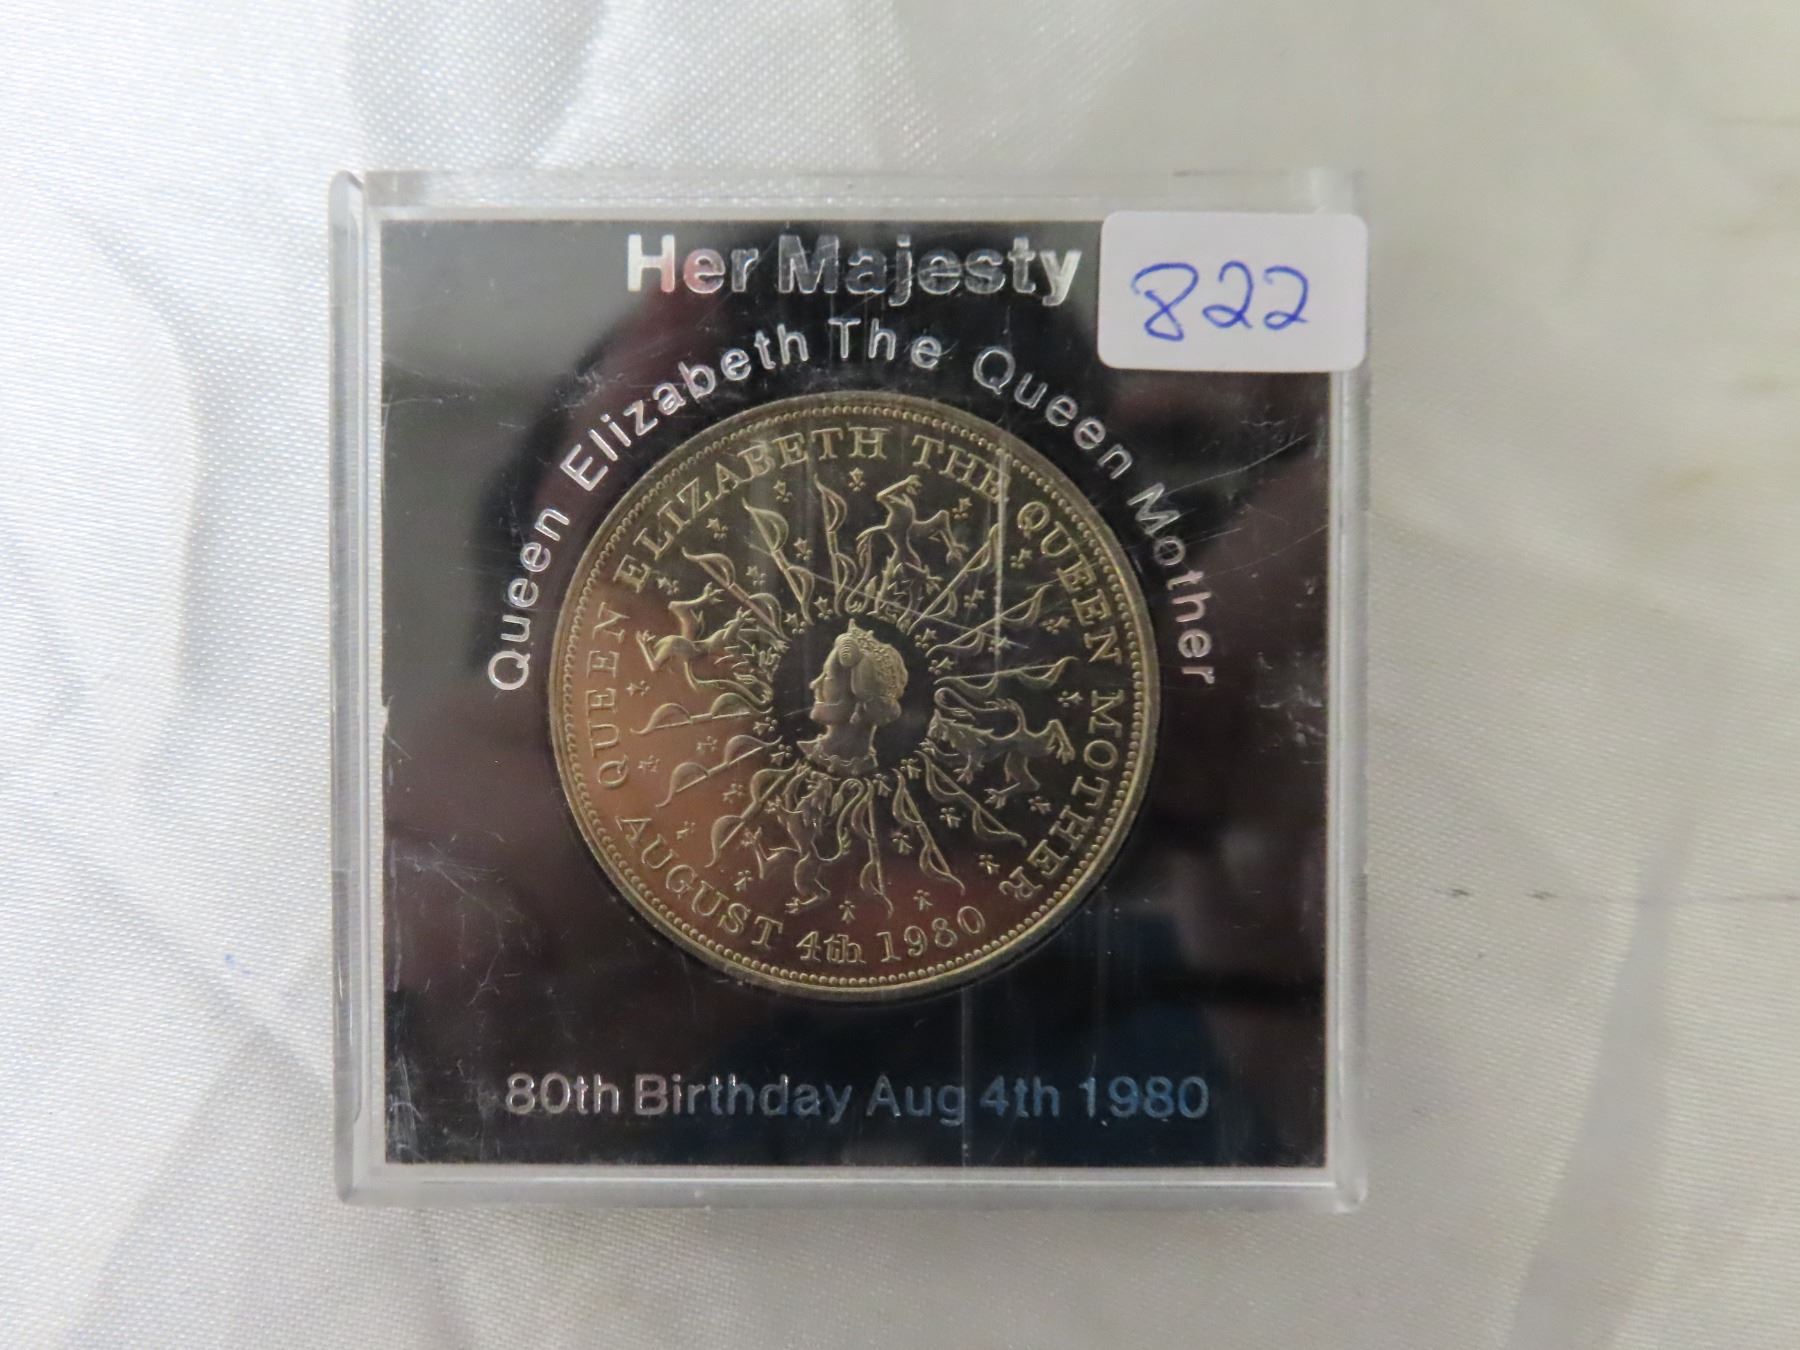 Her Majesty
822
Queen Elizabeth The Queen Mother
QUEEN ELIZABETH THE QUEEN MOTHER
AUGUST 4th 1980
80th Birthday Aug 4th 1980